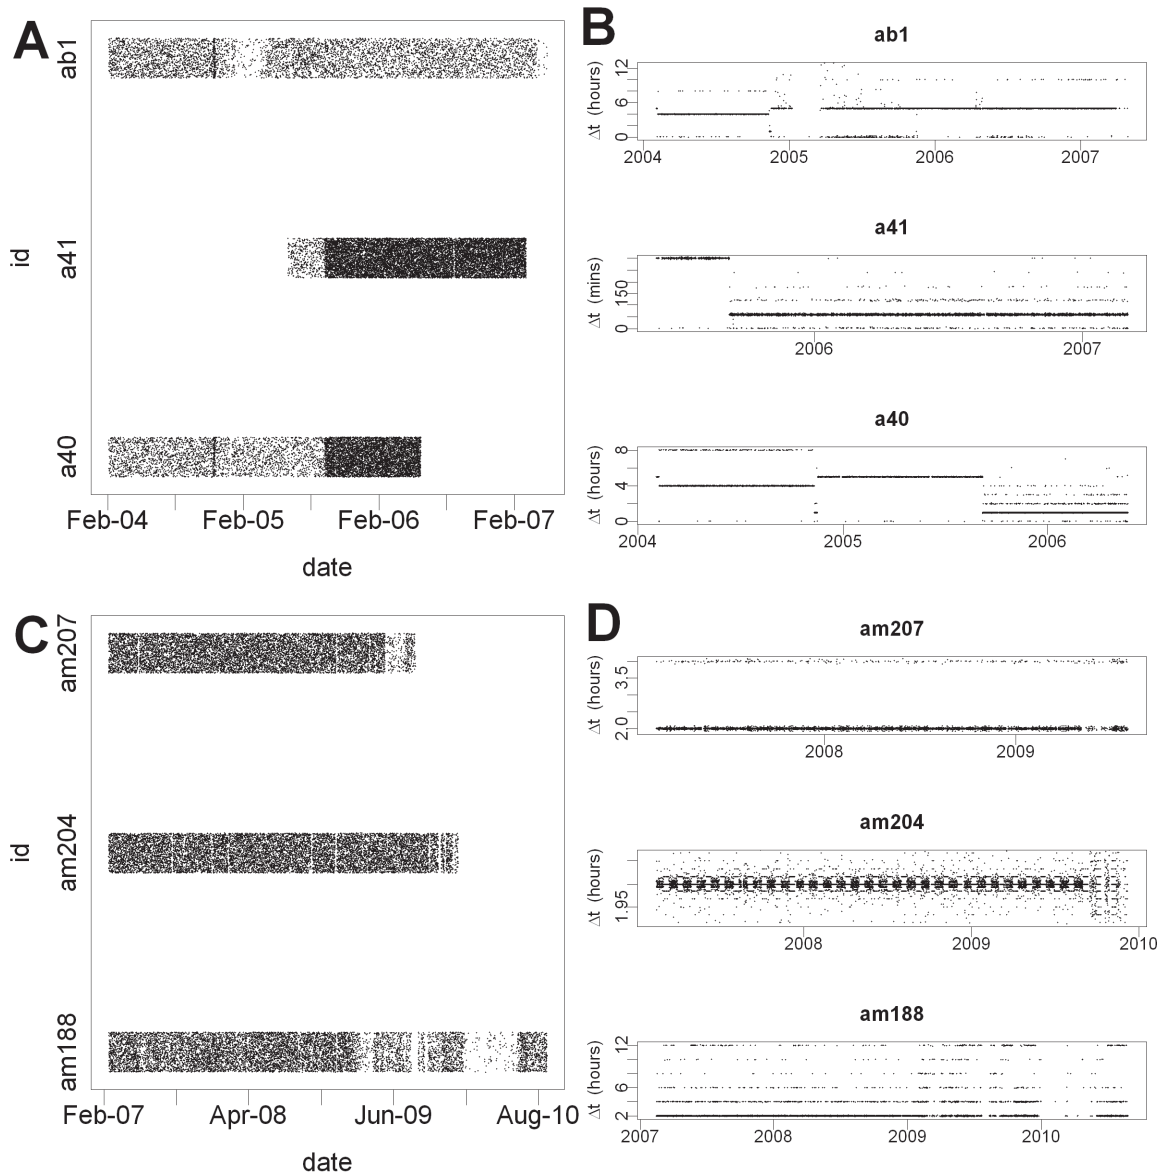 A
id
ab1
a41
a40
Feb-04 Feb-05 Feb-06 Feb-07
date
B
ab1
Δt (hours)
0 6 12
2004 2005 2006 2007
a41
Δt (mins)
0 150
2006 2007
a40
Δt (hours)
0 4 8
2004 2005 2006
C
id
am207
am204
am188
Feb-07 Apr-08 Jun-09 Aug-10
date
D
am207
Δt (hours)
2.0 3.5
2008 2009
am204
Δt (hours)
1.95
2008 2009 2010
am188
Δt (hours)
2 6 12
2007 2008 2009 2010